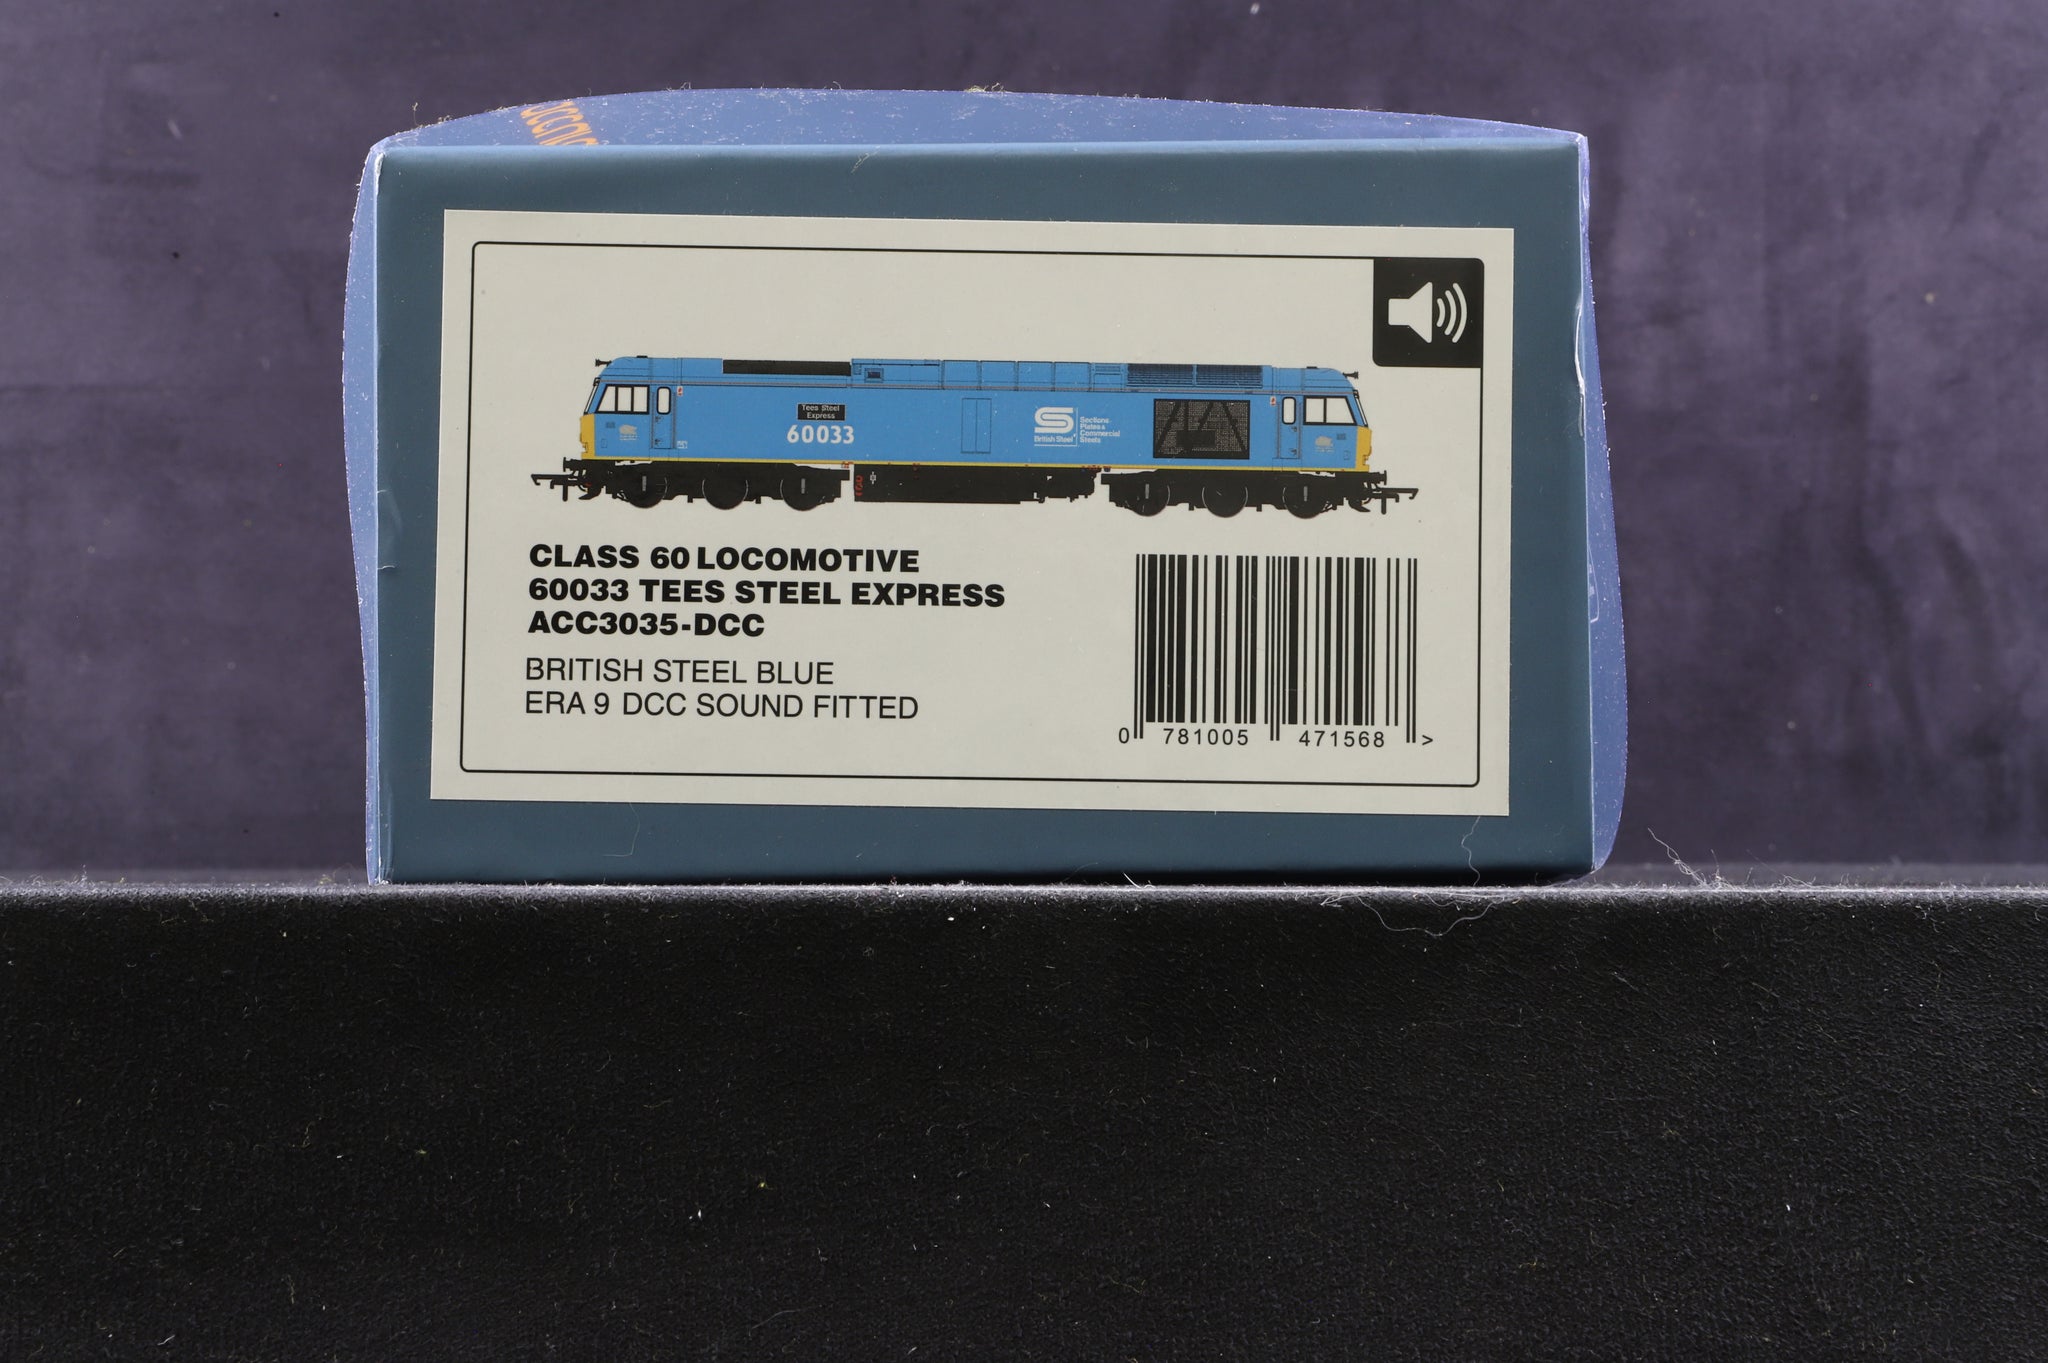 Tees Steel
Express
60033
British Steel
Sections
Plates &
Commercial
Steels
CLASS 60 LOCOMOTIVE
60033 TEES STEEL EXPRESS
ACC3035-DCC
BRITISH STEEL BLUE
ERA 9 DCC SOUND FITTED
0 781005 471568 >